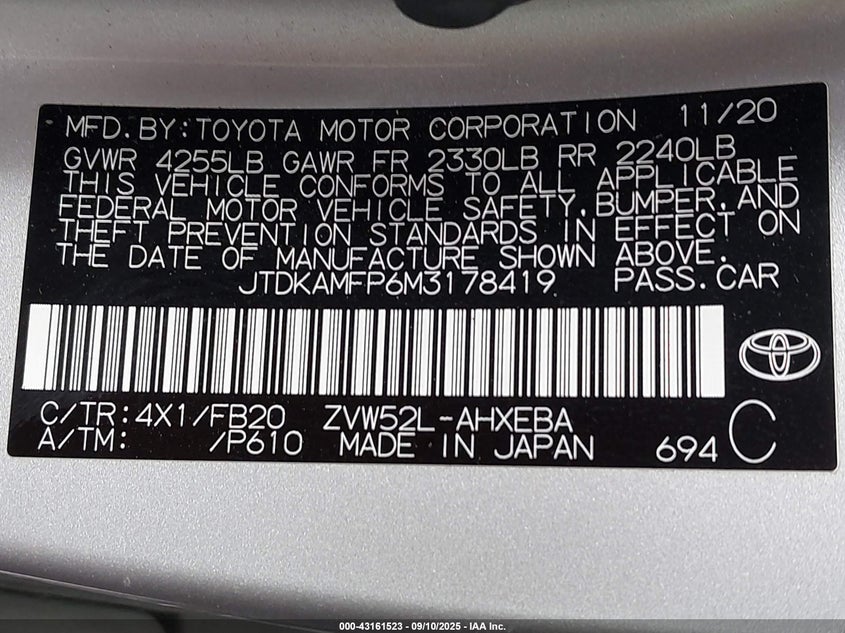 MFD.BY:TOYOTA MOTOR CORPORATION 11/20
GVWR 4255LB GAWR FR 2330LB RR 2240LB
THIS VEHICLE CONFORMS TO ALL APPLICABLE
FEDERAL MOTOR VEHICLE SAFETY,BUMPER,AND
THEFT PREVENTION STANDARDS IN EFFECT ON
THE DATE OF MANUFACTURE SHOWN ABOVE.
JTDKAMFP6M3178419 PASS.CAR
C/TR:4X1/FB20 ZVW52L-AHXEBA
A/TM: /P610 MADE IN JAPAN 694 C
000-43161523 - 09/10/2025 - IAA Inc.